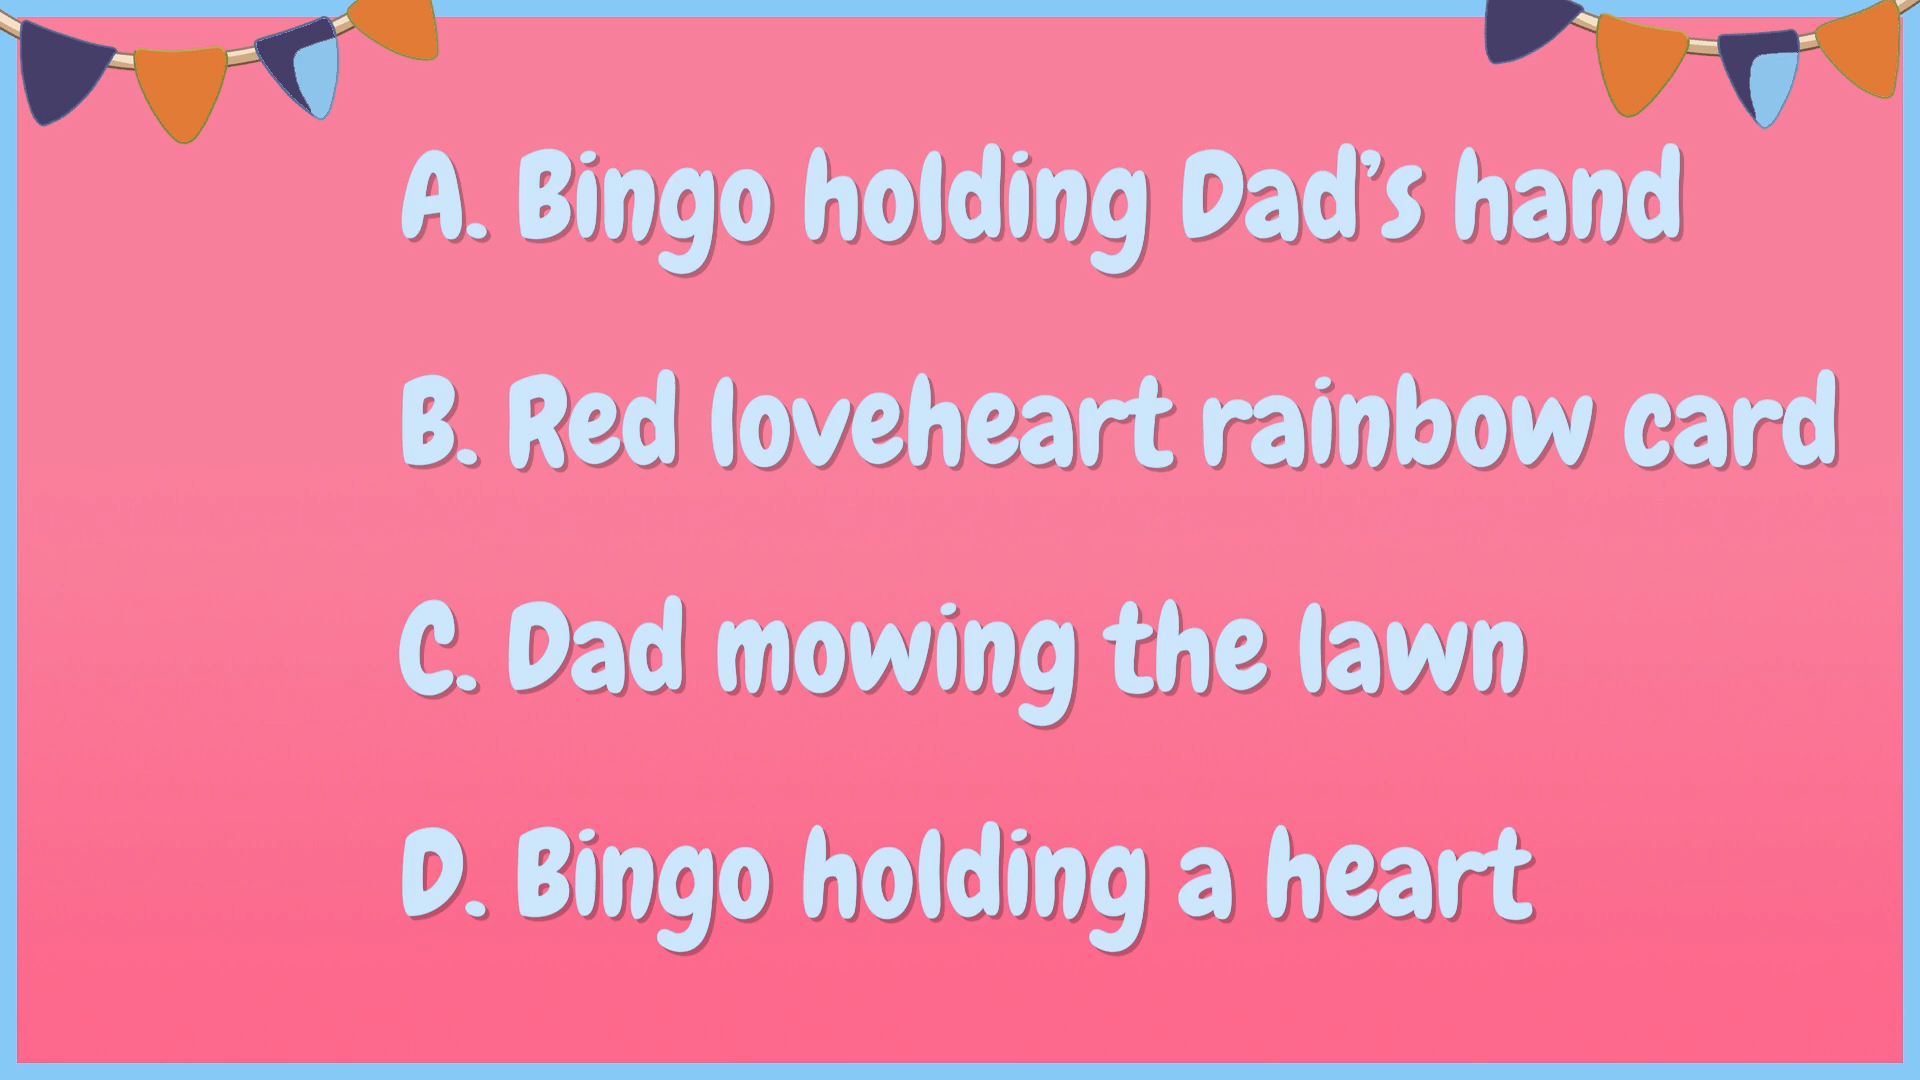 A. Bingo holding Dad’s hand
B. Red loveheart rainbow card
C. Dad mowing the lawn
D. Bingo holding a heart